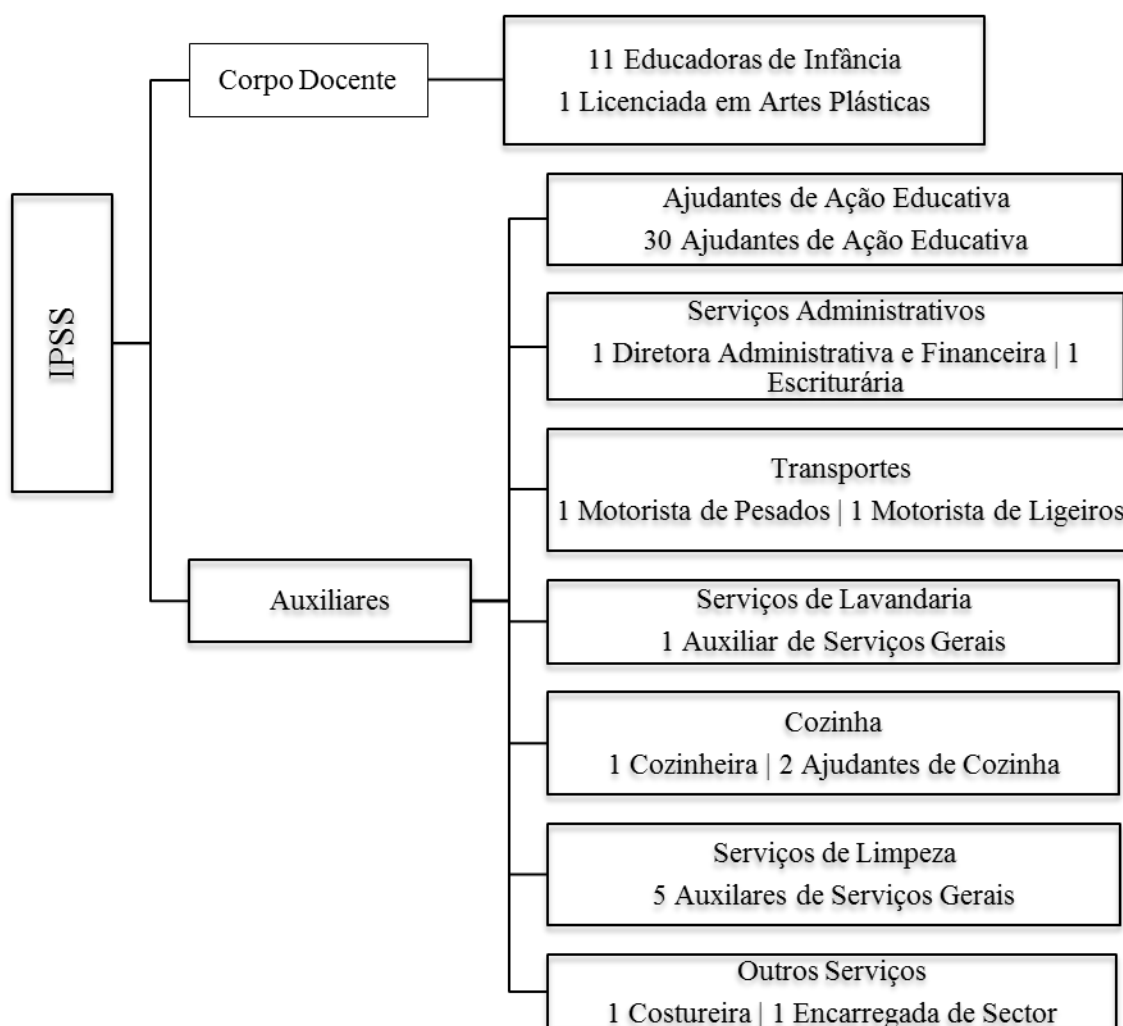 IPSS
Corpo Docente
11 Educadoras de Infância
1 Licenciada em Artes Plásticas
Auxiliares
Ajudantes de Ação Educativa
30 Ajudantes de Ação Educativa
Serviços Administrativos
1 Diretora Administrativa e Financeira | 1
Escriturária
Transportes
1 Motorista de Pesados | 1 Motorista de Ligeiros
Serviços de Lavandaria
1 Auxiliar de Serviços Gerais
Cozinha
1 Cozinheira | 2 Ajudantes de Cozinha
Serviços de Limpeza
5 Auxilares de Serviços Gerais
Outros Serviços
1 Costureira | 1 Encarregada de Sector